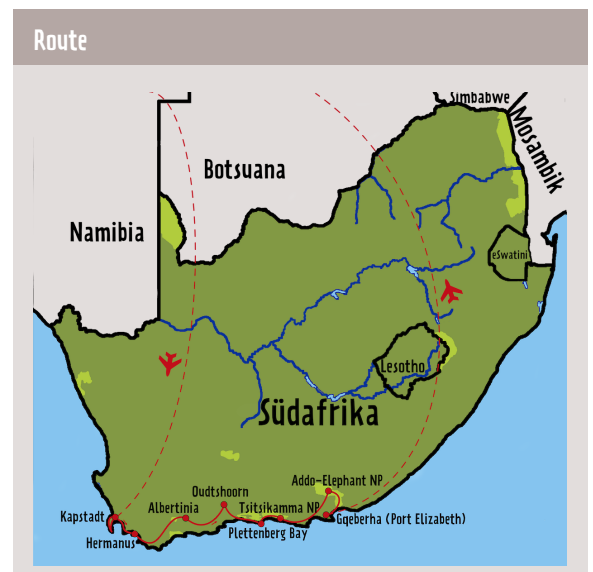 Route
Simbabwe
Mosambik
Botsuana
Namibia
eSwatini
Lesotho
Südafrika
Addo-Elephant NP
Oudtshoorn
Albertinia
Tsitsikamma NP
Kapstadt
Gqeberha (Port Elizabeth)
Plettenberg Bay
Hermanus